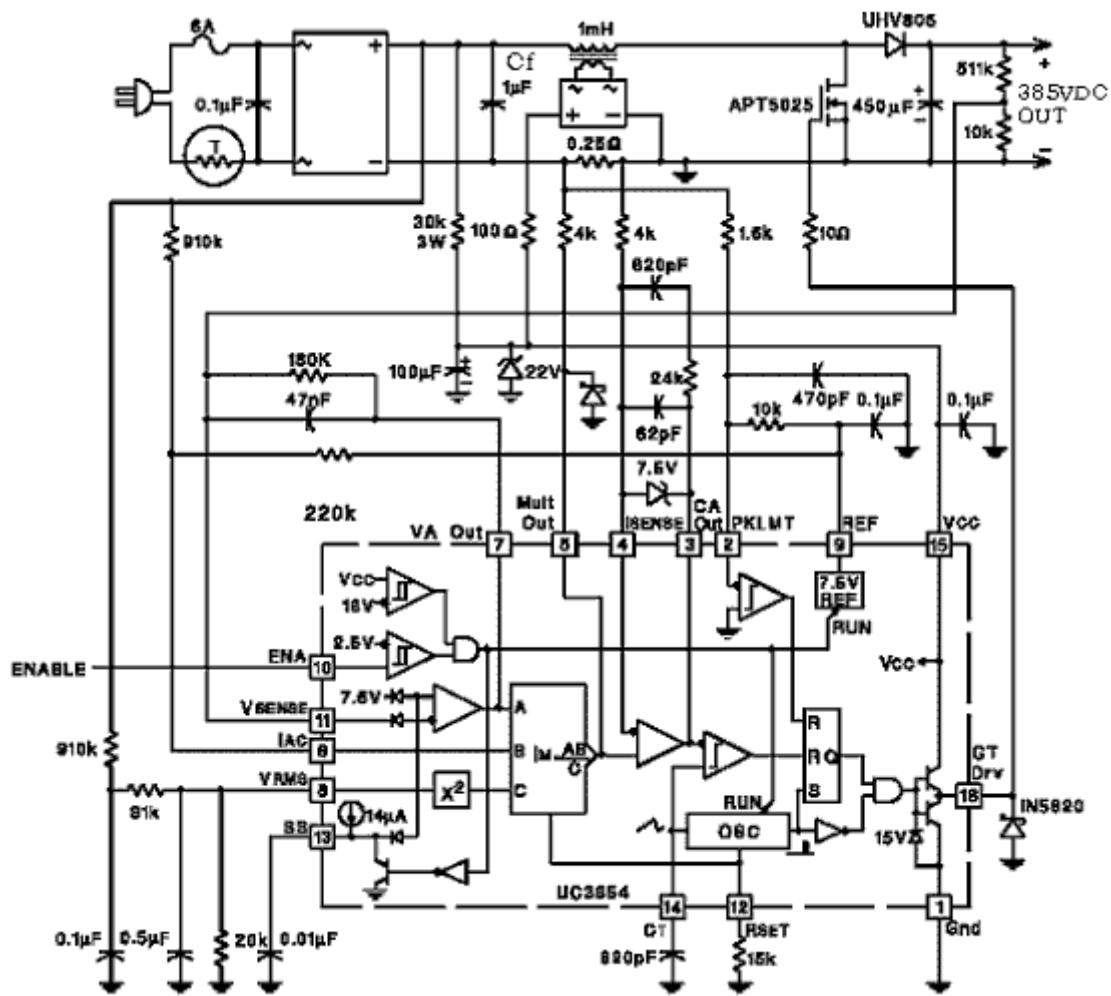 6A
1mH
UHV805
Cf
1μF
0.1μF
APT5025
450μF
511k
385VDC
OUT
10k
T
0.25Ω
910k
30k
3W
100Ω
4k
4k
1.5k
10Ω
620pF
180K
47pF
100μF
22V
24k
62pF
470pF
10k
0.1μF
0.1μF
7.5V
220k
VA Out
Mult
Out
ISENSE
CA
Out
PKLMT
REF
VCC
7
5
4
3
2
9
15
VCC
16V
2.5V
7.5V
REF
RUN
VCC
ENABLE
ENA
10
7.5V
VSENSE
11
IAC
6
A
B
C
IM
AB
C
R
R
S
Q
GT
Drv
16
910k
VRMS
8
X²
91k
14μA
SS
13
RUN
OSC
15V
IN5820
UC3854
14
12
1
CT
RSET
Gnd
0.1μF
0.5μF
20k
0.01μF
820pF
15k